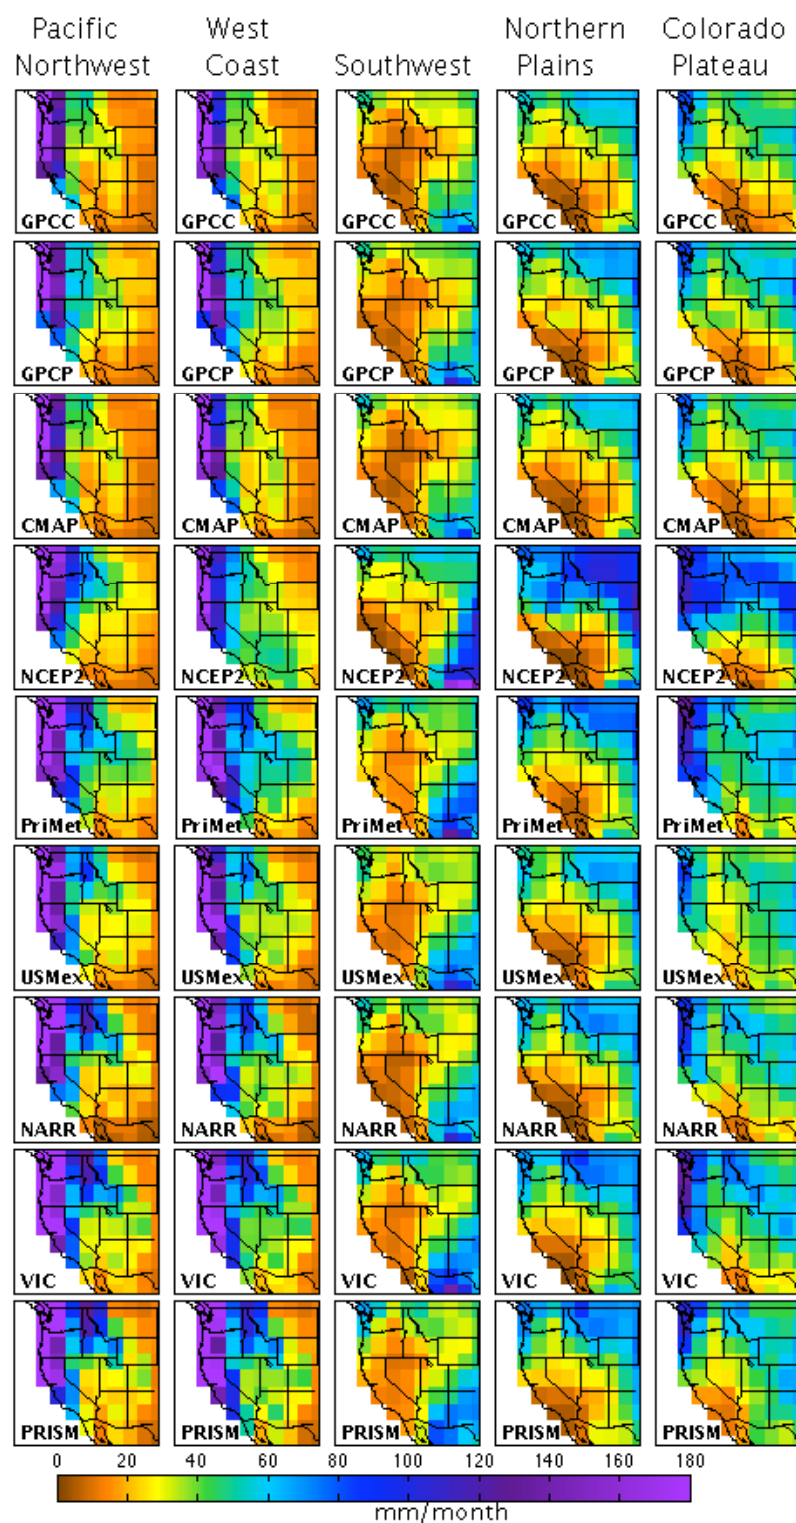 Pacific Northwest
West Coast
Southwest
Northern Plains
Colorado Plateau
GPCC GPCC GPCC GPCC GPCC
GPCP GPCP GPCP GPCP GPCP
CMAP CMAP CMAP CMAP CMAP
NCEP2 NCEP2 NCEP2 NCEP2 NCEP2
PriMet PriMet PriMet PriMet PriMet
USMex USMex USMex USMex USMex
NARR NARR NARR NARR NARR
VIC VIC VIC VIC VIC
PRISM PRISM PRISM PRISM PRISM
0 20 40 60 80 100 120 140 160 180
mm/month